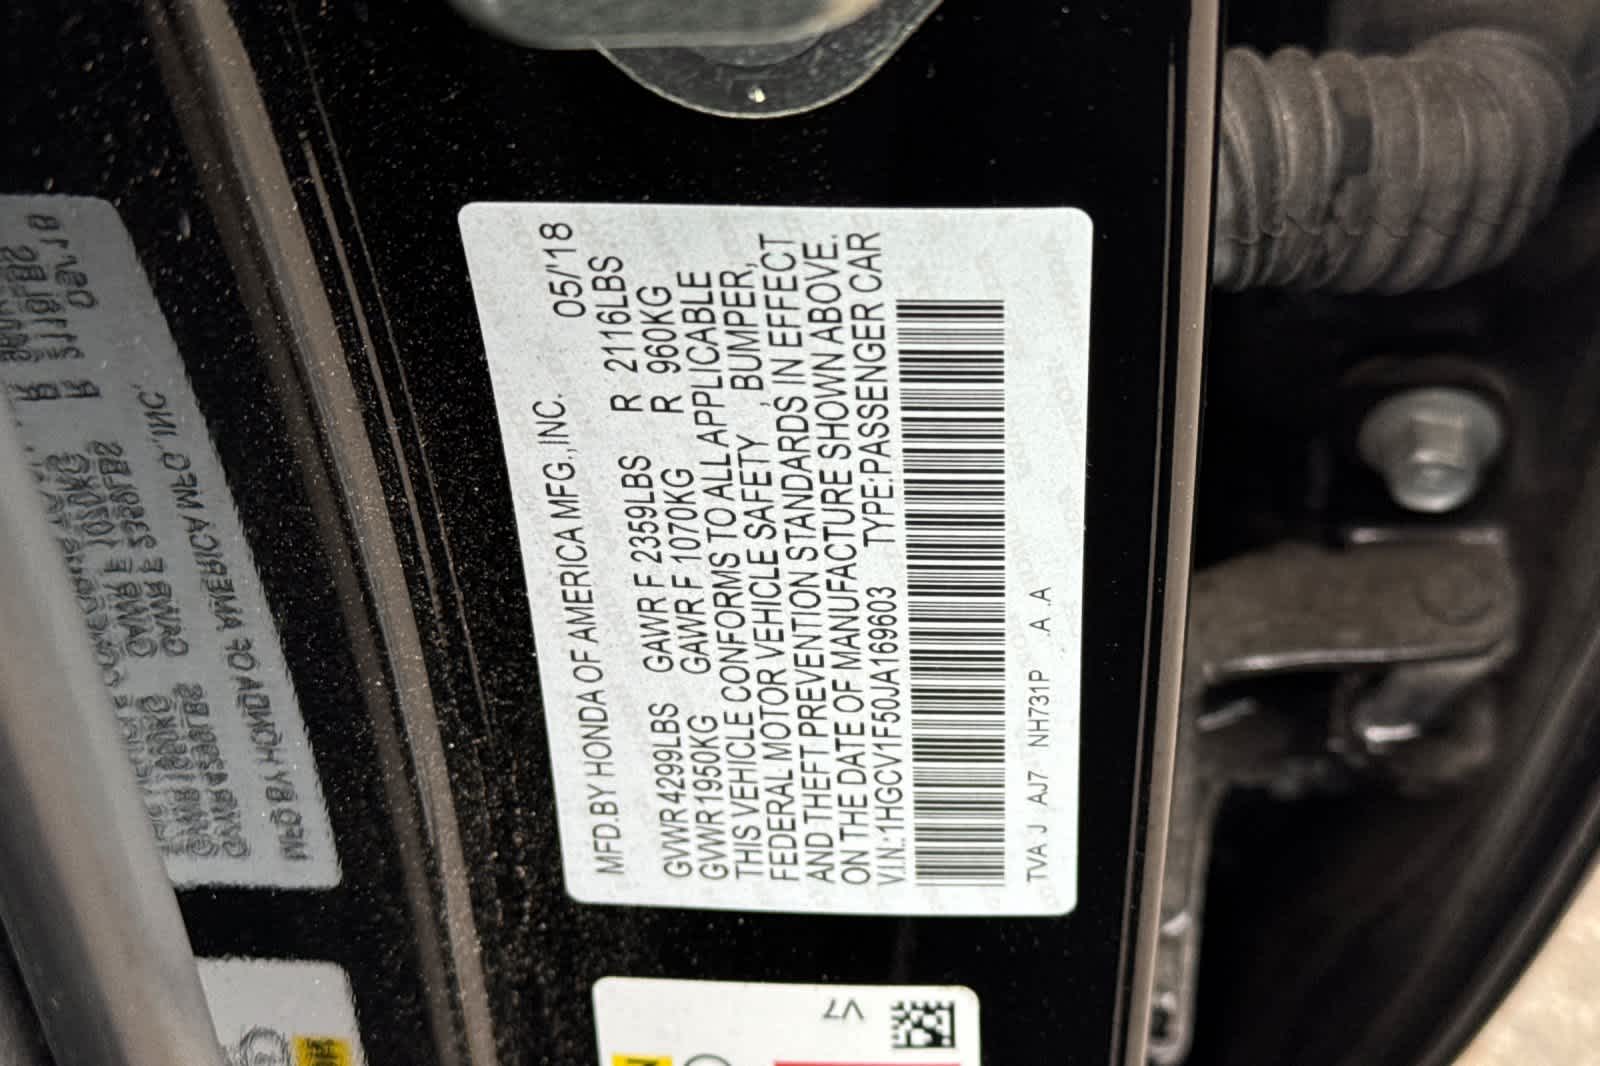 MFD.BY HONDA OF AMERICA MFG.,INC. 05/'18
GVWR4299LBS GAWR F 2359LBS R 2116LBS
GVWR1950KG GAWR F 1070KG R 960KG
THIS VEHICLE CONFORMS TO ALL APPLICABLE
FEDERAL MOTOR VEHICLE SAFETY , BUMPER,
AND THEFT PREVENTION STANDARDS IN EFFECT
ON THE DATE OF MANUFACTURE SHOWN ABOVE.
V.I.N.:1HGCV1F50JA169603 TYPE:PASSENGER CAR
TVA J AJ7 NH731P .A .A
V7